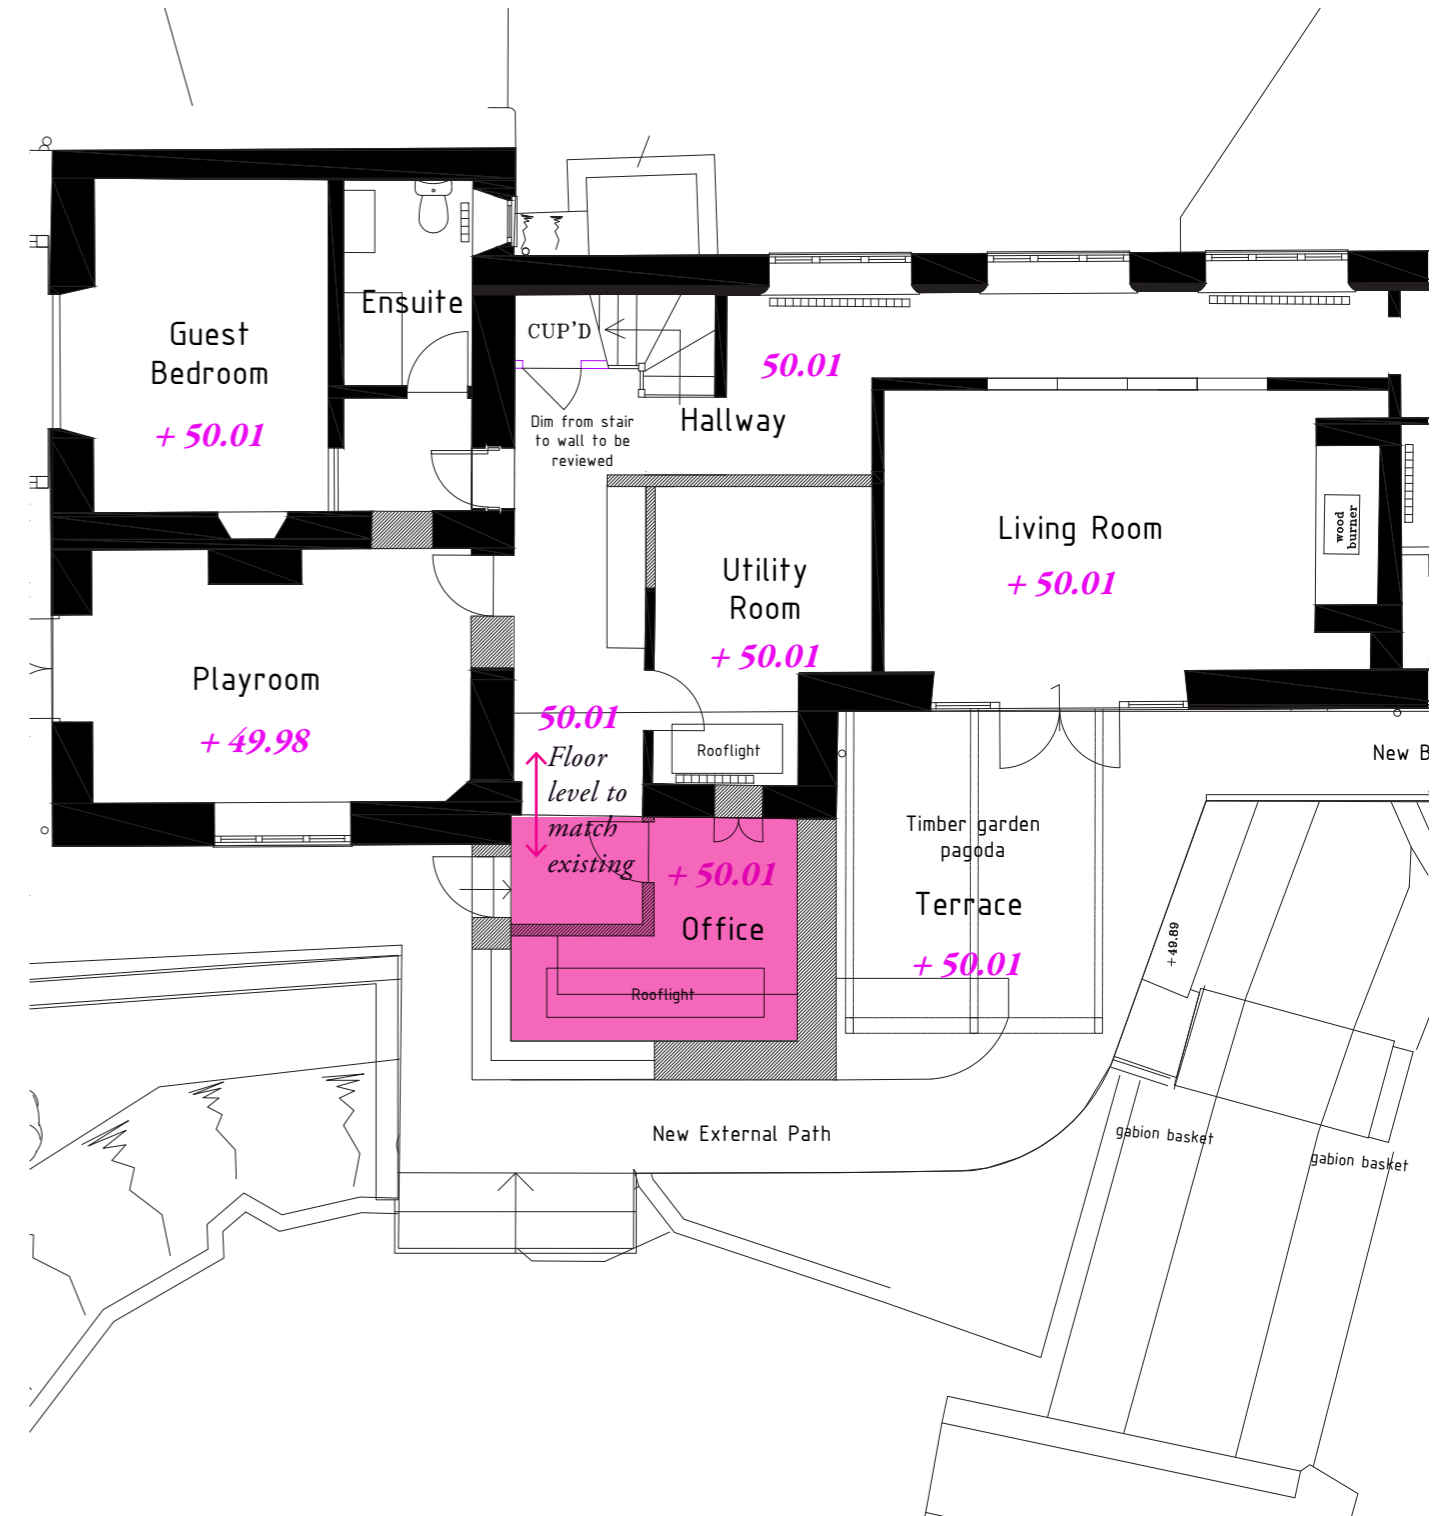 Ensuite
CUP'D
Guest
Bedroom
+ 50.01
50.01
Hallway
Dim from stair
to wall to be
reviewed
Living Room
+ 50.01
wood
burner
Utility
Room
+ 50.01
Playroom
+ 49.98
50.01
Floor
level to
match
existing
Rooflight
New B
Timber garden
pagoda
Terrace
+ 50.01
+ 50.01
Office
Rooflight
+49.89
New External Path
gabion basket
gabion basket